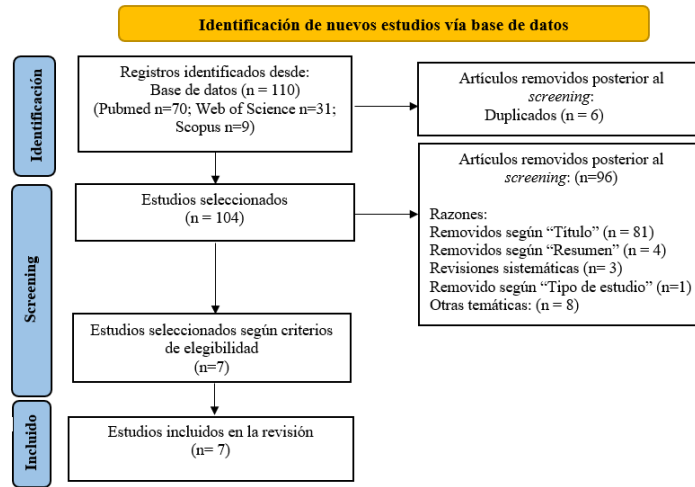 Identificación de nuevos estudios vía base de datos
Identificación
Registros identificados desde:
Base de datos (n = 110)
(Pubmed n=70; Web of Science n=31;
Scopus n=9)
Artículos removidos posterior al
screening:
Duplicados (n = 6)
Screening
Estudios seleccionados
(n = 104)
Artículos removidos posterior al
screening: (n=96)
Razones:
Removidos según “Título” (n = 81)
Removidos según “Resumen” (n = 4)
Revisiones sistemáticas (n= 3)
Removido según “Tipo de estudio” (n=1)
Otras temáticas: (n = 8)
Estudios seleccionados según criterios
de elegibilidad
(n=7)
Incluido
Estudios incluidos en la revisión
(n= 7)